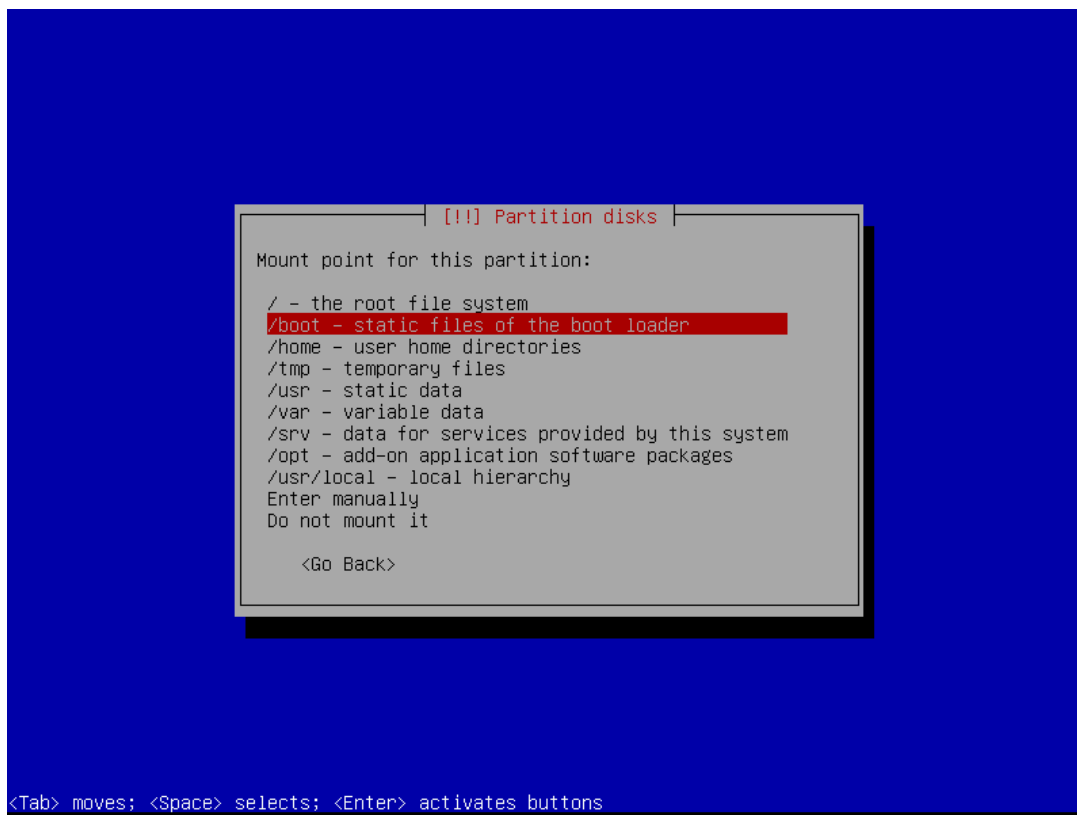 [!!] Partition disks
Mount point for this partition:
/ – the root file system
/boot – static files of the boot loader
/home – user home directories
/tmp – temporary files
/usr – static data
/var – variable data
/srv – data for services provided by this system
/opt – add–on application software packages
/usr/local – local hierarchy
Enter manually
Do not mount it
<Go Back>
<Tab> moves; <Space> selects; <Enter> activates buttons